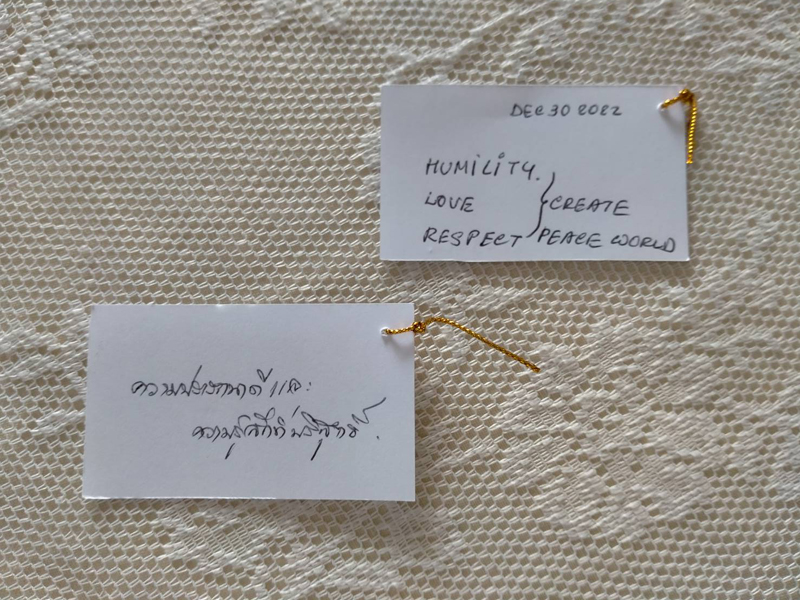 DEC 30 2022
HUMILITY.
LOVE
CREATE
RESPECT
PEACE WORLD
ความปรารถนาดี และ
ความรู้สึกที่บริสุทธิ์.